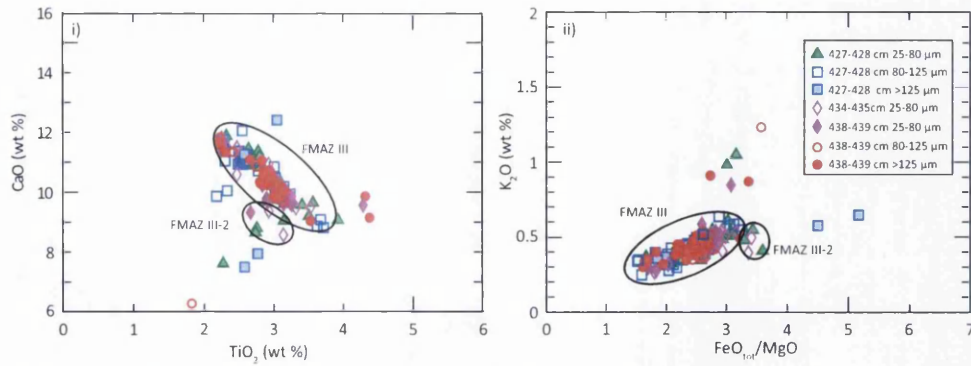 i)
16
14
12
10
8
6
CaO (wt %)
FMAZ III
FMAZ III-2
0 1 2 3 4 5 6
TiO₂ (wt %)
ii)
2
1.5
1
0.5
0
K₂O (wt %)
427-428 cm 25-80 µm
427-428 cm 80-125 µm
427-428 cm >125 µm
434-435cm 25-80 µm
438-439 cm 25-80 µm
438-439 cm 80-125 µm
438-439 cm >125 µm
FMAZ III
FMAZ III-2
0 1 2 3 4 5 6 7
FeOₜₒₜ/MgO